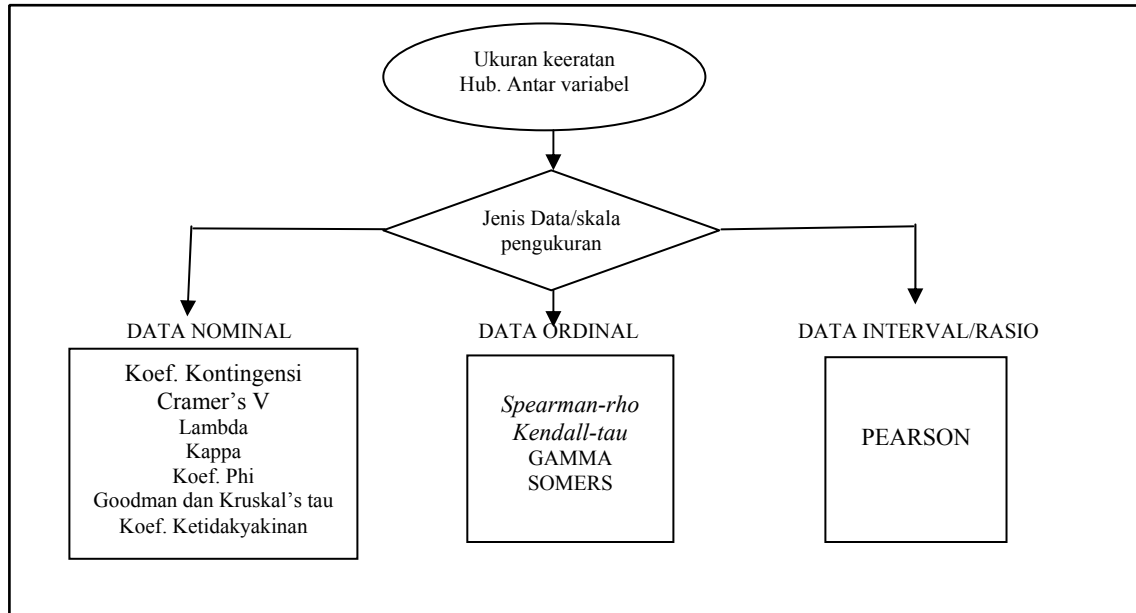 Ukuran keeratan
Hub. Antar variabel
Jenis Data/skala
pengukuran
DATA NOMINAL
Koef. Kontingensi
Cramer's V
Lambda
Kappa
Koef. Phi
Goodman dan Kruskal's tau
Koef. Ketidakyakinan
DATA ORDINAL
Spearman-rho
Kendall-tau
GAMMA
SOMERS
DATA INTERVAL/RASIO
PEARSON